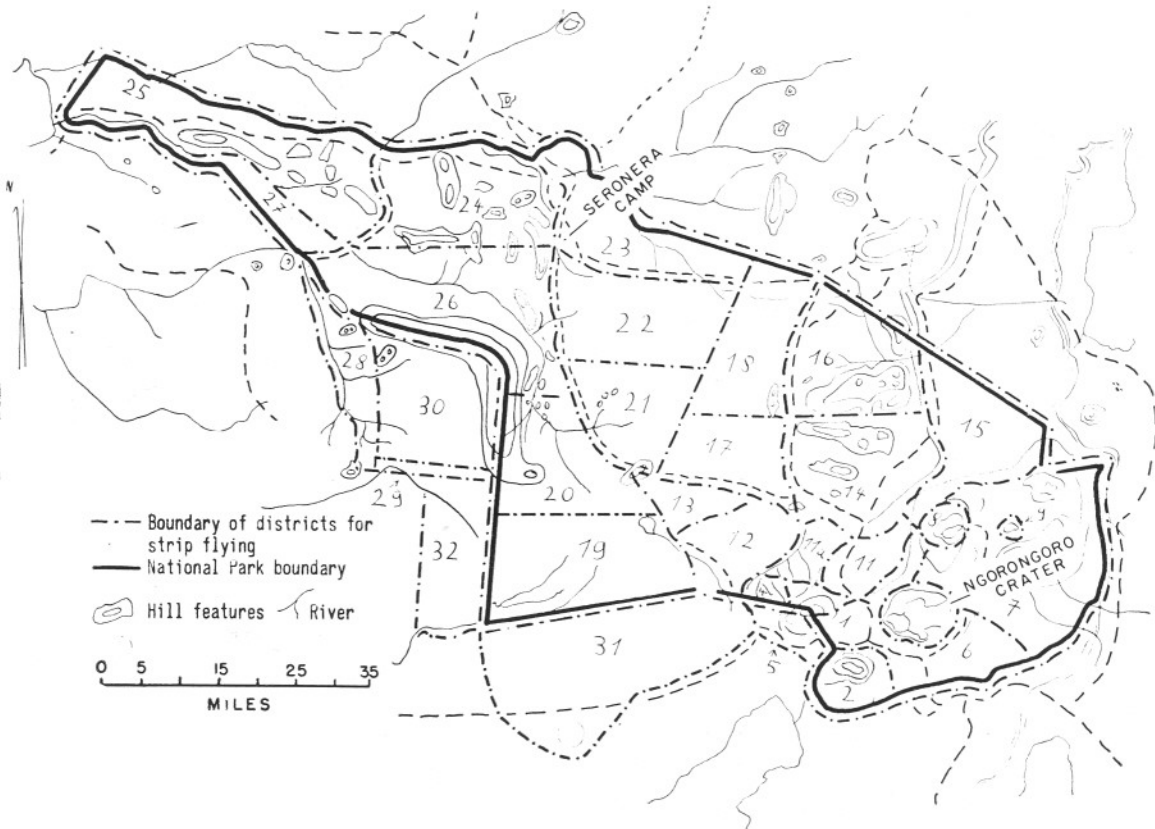 25
N
27
24
SERONERA
CAMP
23
26
22
28
18
16
30
21
17
15
29
20
14
13
9
32
19
12
11a
11
NGORONGORO
CRATER
1
31
6
5
2
— · — · Boundary of districts for
strip flying
National Park boundary
Hill features
River
0 5 15 25 35
MILES